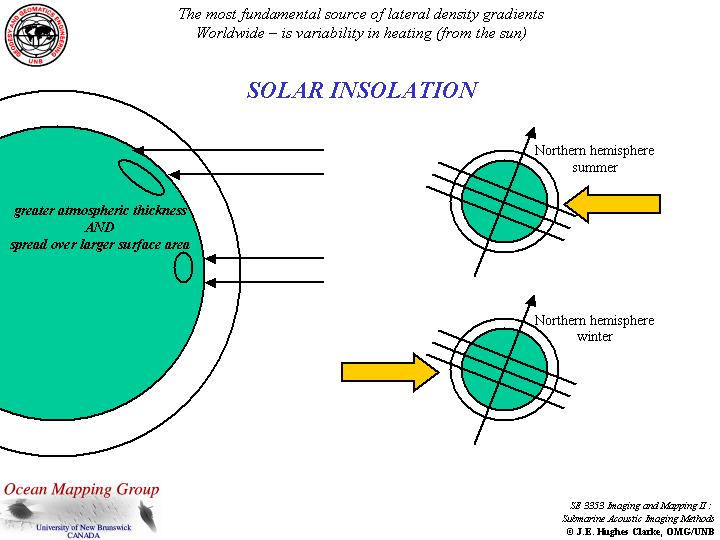 The most fundamental source of lateral density gradients
Worldwide – is variability in heating (from the sun)
GEODESY AND GEOMATICS ENGINEERING
UNB
SOLAR INSOLATION
Northern hemisphere
summer
greater atmospheric thickness
AND
spread over larger surface area
Northern hemisphere
winter
Ocean Mapping Group
University of New Brunswick
CANADA
SE 3353 Imaging and Mapping II :
Submarine Acoustic Imaging Methods
© J.E. Hughes Clarke, OMG/UNB